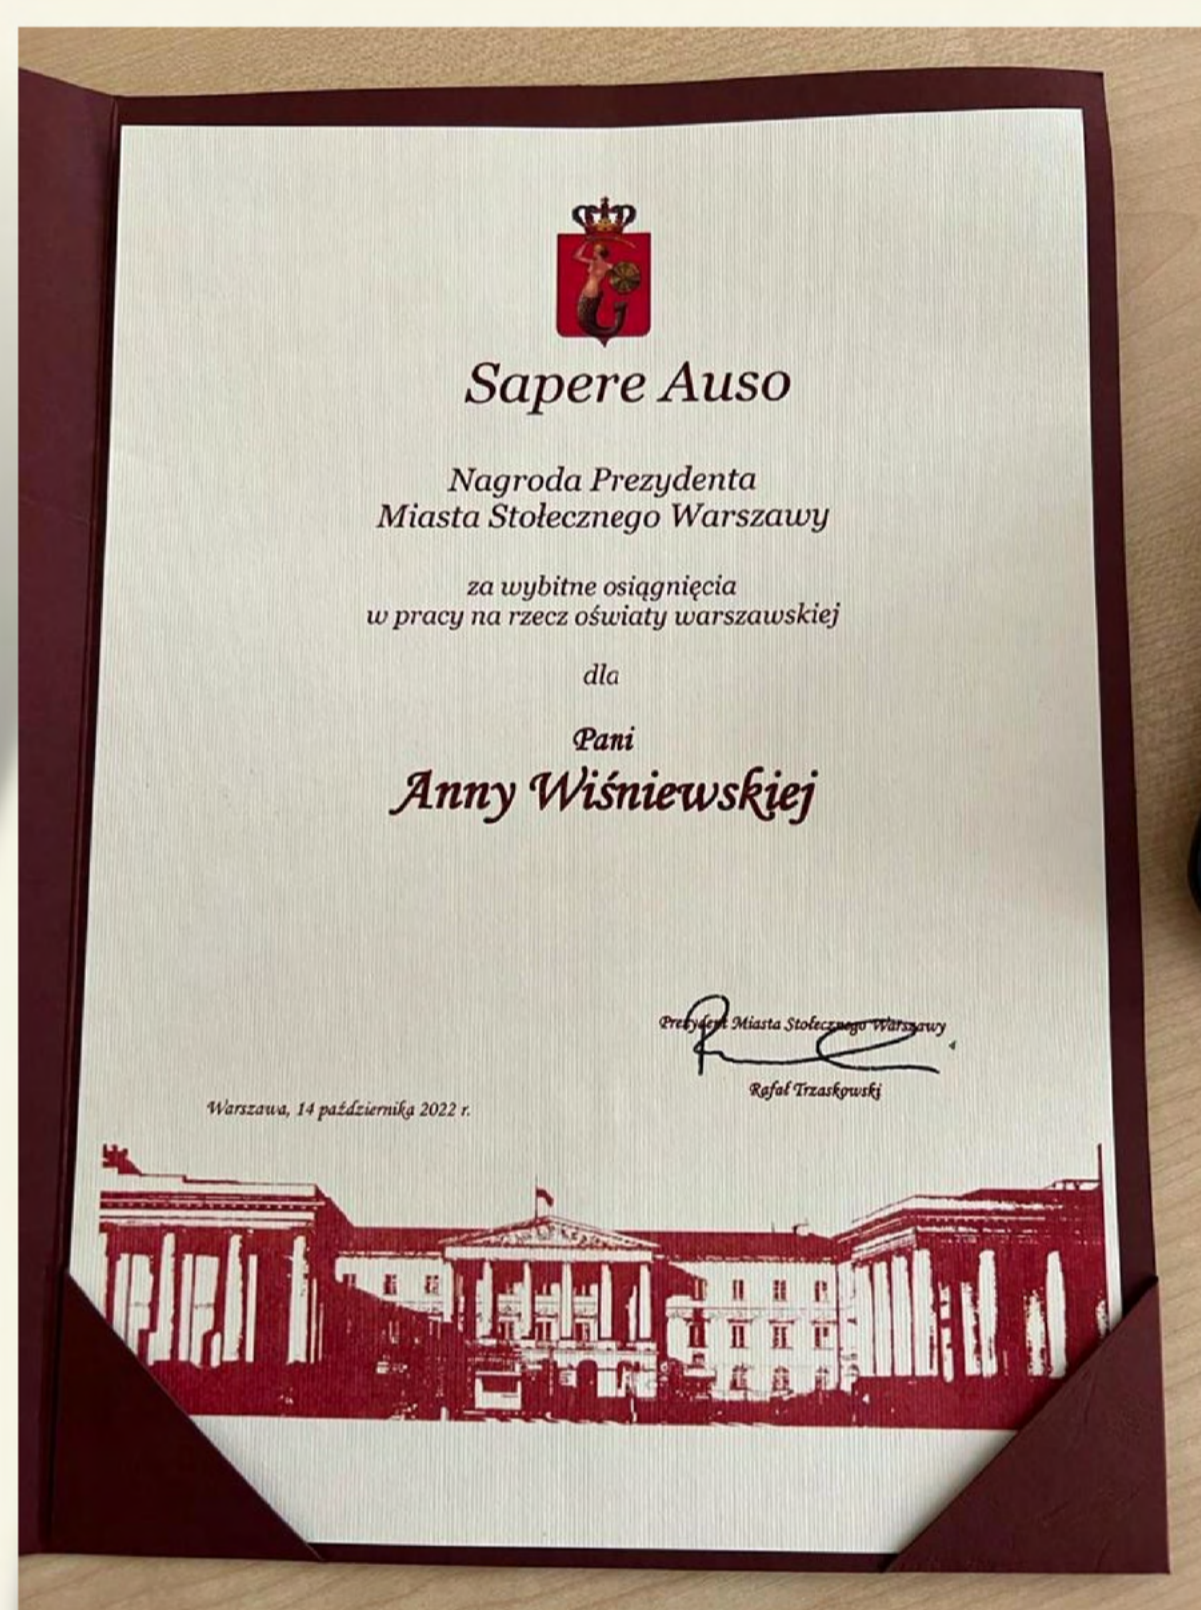 Sapere Auso
Nagroda Prezydenta
Miasta Stołecznego Warszawy
za wybitne osiągnięcia
w pracy na rzecz oświaty warszawskiej
dla
Pani
Anny Wiśniewskiej
Prezydent Miasta Stołecznego Warszawy
Rafał Trzaskowski
Warszawa, 14 października 2022 r.